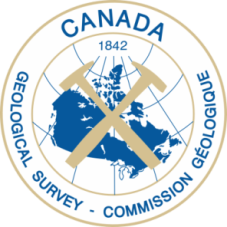 CANADA
1842
GEOLOGICAL SURVEY - COMMISSION GÉOLOGIQUE